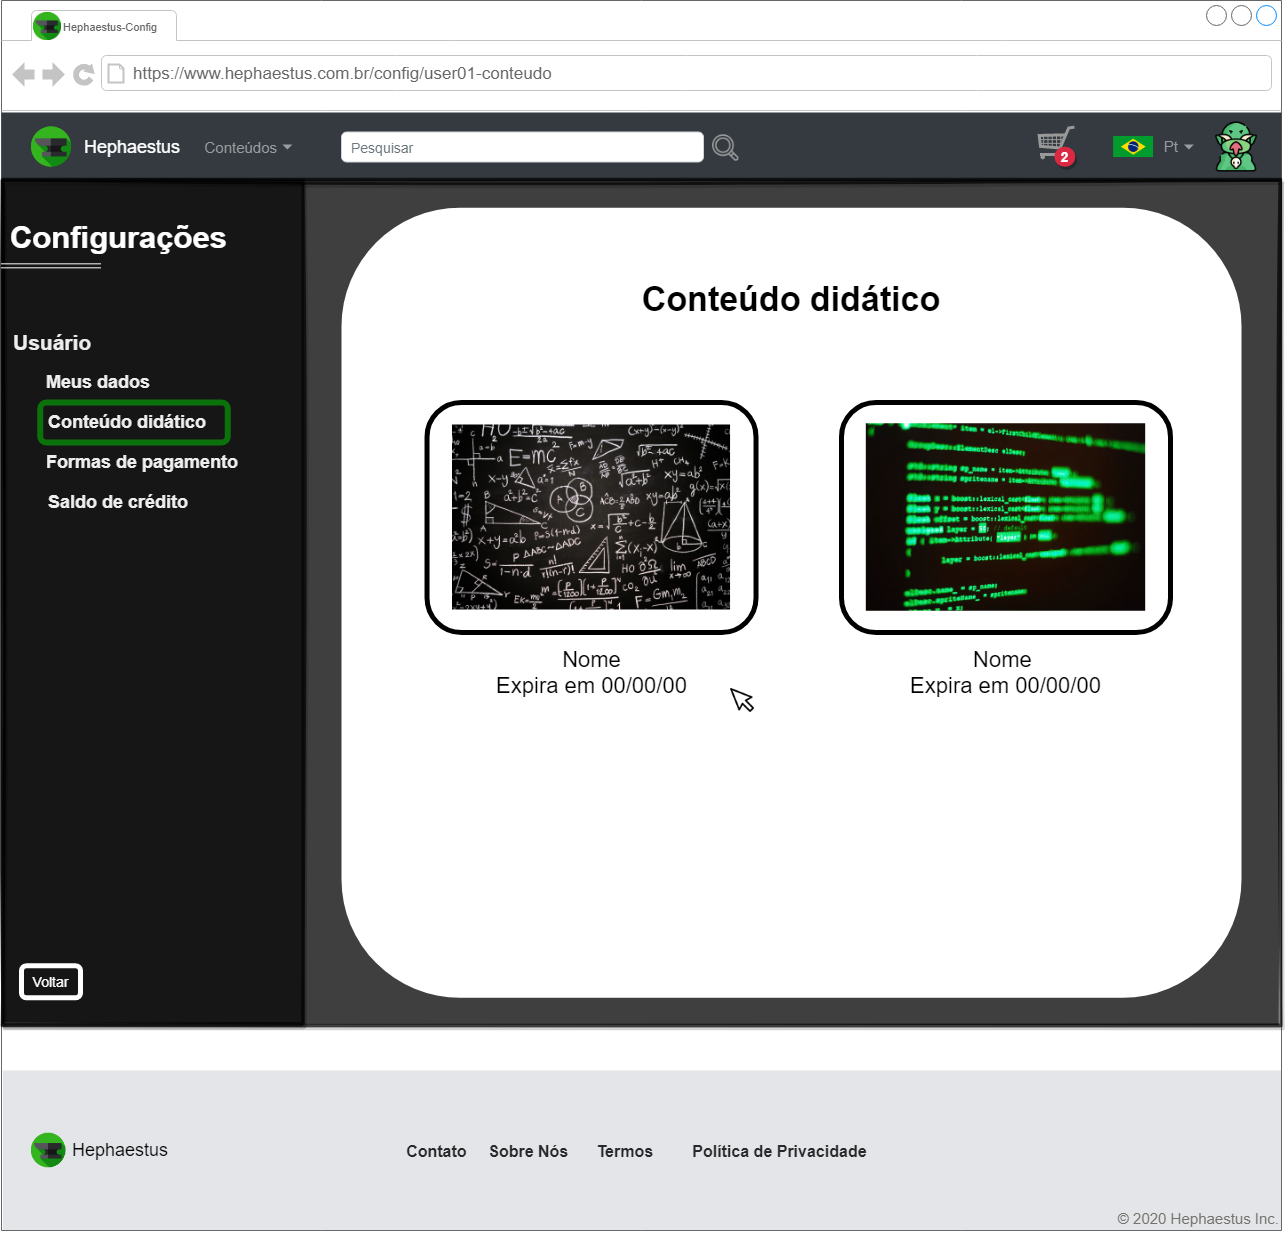 Hephaestus-Config
https://www.hephaestus.com.br/config/user01-conteudo
Hephaestus
Conteúdos
Pesquisar
2
Pt
Configurações
Usuário
Meus dados
Conteúdo didático
Formas de pagamento
Saldo de crédito
Voltar
Conteúdo didático
E=mC²
Nome
Expira em 00/00/00
Nome
Expira em 00/00/00
Hephaestus
Contato
Sobre Nós
Termos
Política de Privacidade
© 2020 Hephaestus Inc.